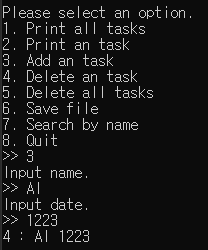 Please select an option.
1. Print all tasks
2. Print an task
3. Add an task
4. Delete an task
5. Delete all tasks
6. Save file
7. Search by name
8. Quit
>> 3
Input name.
>> AI
Input date.
>> 1223
4 : AI 1223